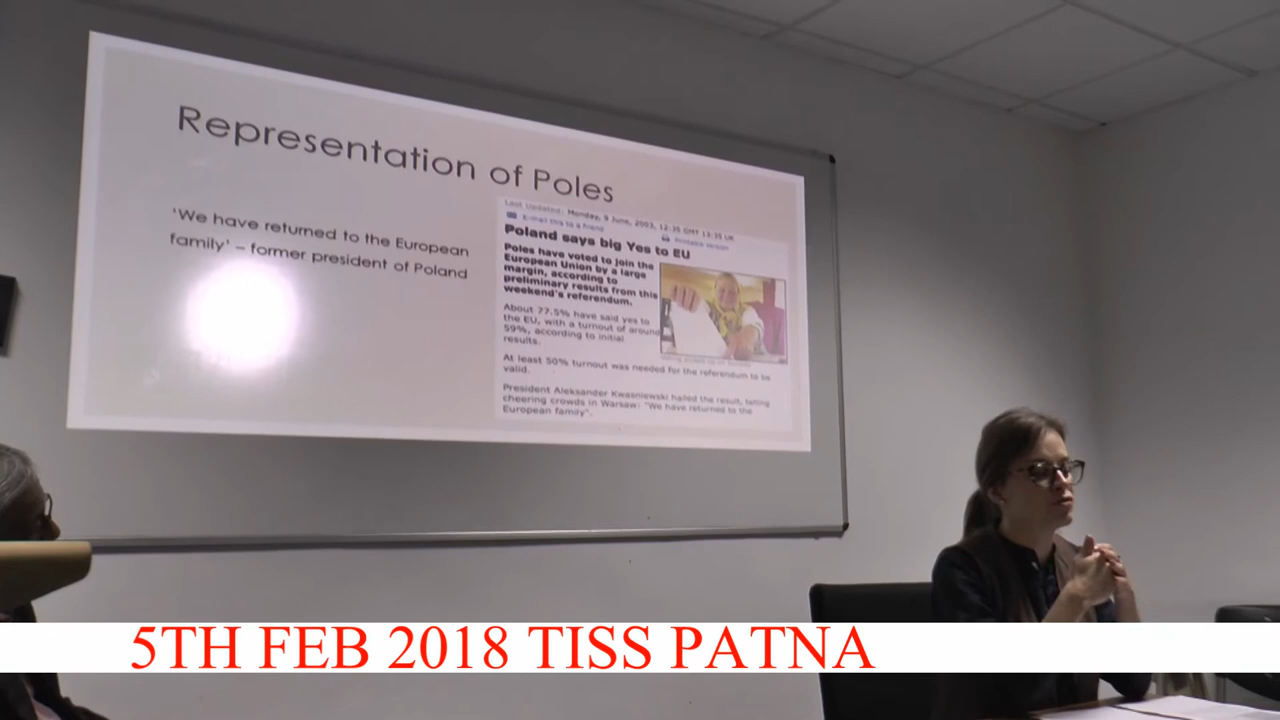 Representation of Poles
'We have returned to the European
family' – former president of Poland
Last Updated: Monday, 9 June, 2003, 12:35 GMT 13:35 UK
E-mail this to a friend
Printable version
Poland says big Yes to EU
Poles have voted to join the
European Union by a large
margin, according to
preliminary results from this
weekend's referendum.
About 77.5% have said yes to
the EU, with a turnout of around
59%, according to initial
results.
At least 50% turnout was needed for the referendum to be
valid.
President Aleksander Kwasniewski hailed the result, telling
cheering crowds in Warsaw: "We have returned to the
European family".
5TH FEB 2018 TISS PATNA